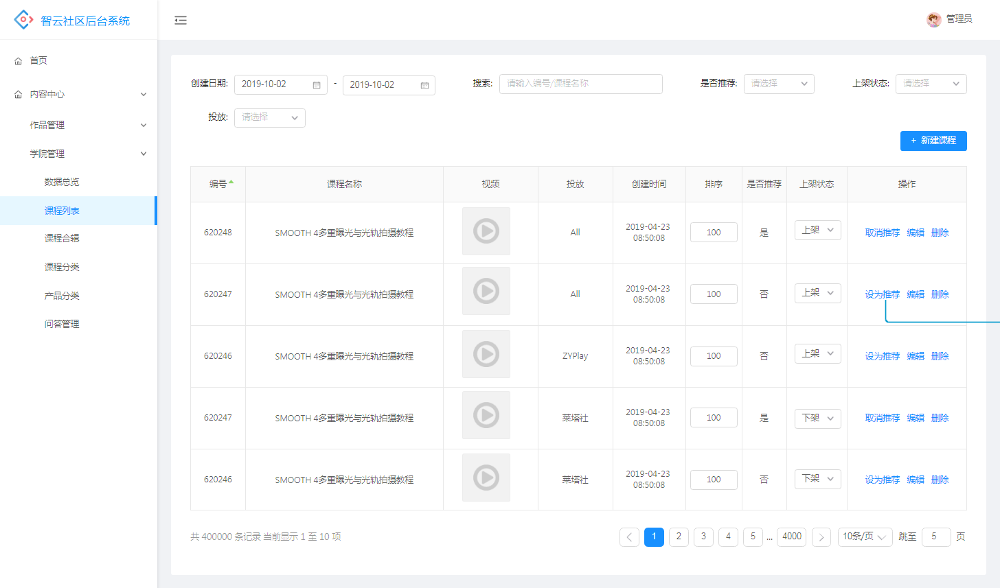 智云社区后台系统
管理员
首页
内容中心
作品管理
学院管理
数据总览
课程列表
课程合辑
课程分类
产品分类
问答管理
创建日期: 2019-10-02 - 2019-10-02 搜索: 请输入编号/课程名称 是否推荐: 请选择 上架状态: 请选择
投放: 请选择
+ 新建课程
编号 课程名称 视频 投放 创建时间 排序 是否推荐 上架状态 操作
620248 SMOOTH 4多重曝光与光轨拍摄教程 All 2019-04-23 08:50:08 100 是 上架 取消推荐 编辑 删除
620247 SMOOTH 4多重曝光与光轨拍摄教程 All 2019-04-23 08:50:08 100 否 上架 设为推荐 编辑 删除
620246 SMOOTH 4多重曝光与光轨拍摄教程 ZYPlay 2019-04-23 08:50:08 100 否 上架 设为推荐 编辑 删除
620247 SMOOTH 4多重曝光与光轨拍摄教程 莱塔社 2019-04-23 08:50:08 100 是 下架 取消推荐 编辑 删除
620246 SMOOTH 4多重曝光与光轨拍摄教程 莱塔社 2019-04-23 08:50:08 100 否 下架 设为推荐 编辑 删除
共 400000 条记录 当前显示 1 至 10 项 1 2 3 4 5 ... 4000 10条/页 跳至 5 页